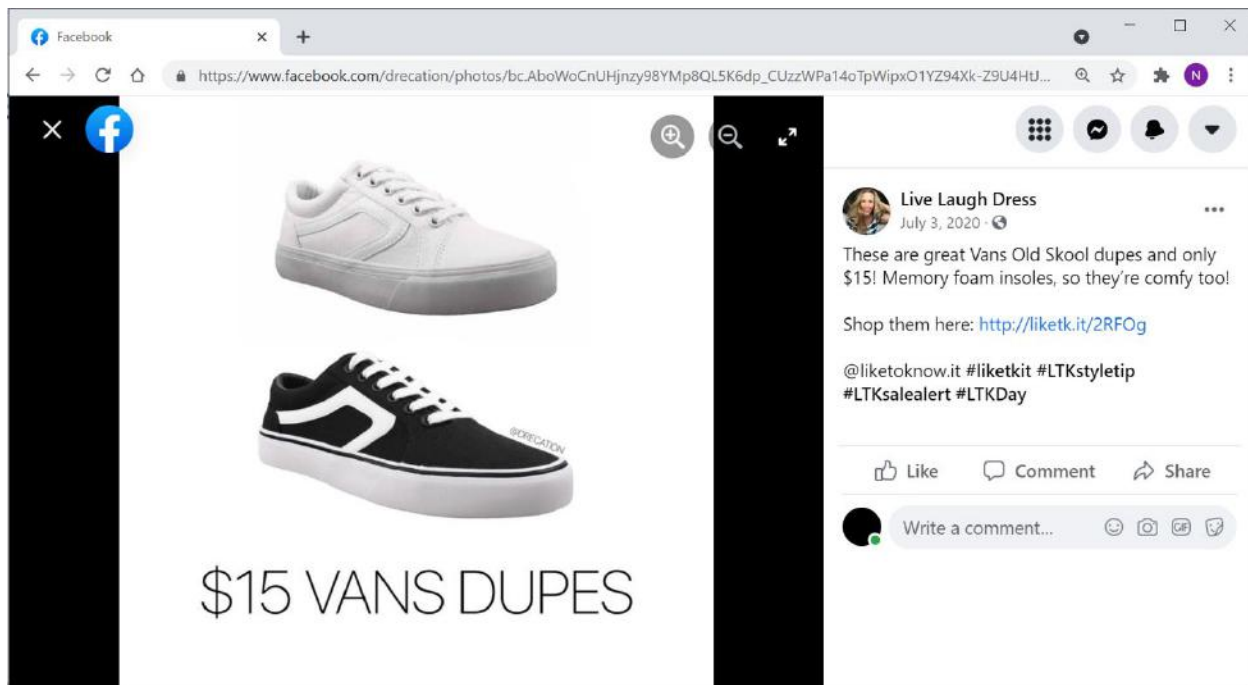 Facebook
https://www.facebook.com/drecation/photos/bc.AboWoCnUHjnzy98YMp8QL5K6dp_CUzzWPa14oTpWipxO1YZ94Xk-Z9U4HtJ...
N
@DRECATION
$15 VANS DUPES
Live Laugh Dress
July 3, 2020 ·
These are great Vans Old Skool dupes and only
$15! Memory foam insoles, so they're comfy too!
Shop them here: http://liketk.it/2RFOg
@liketoknow.it #liketkit #LTKstyletip
#LTKsalealert #LTKDay
Like Comment Share
Write a comment... GIF